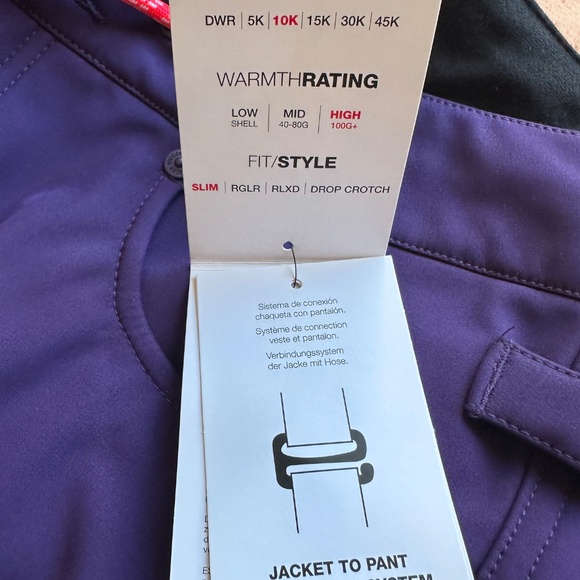 DWR | 5K | 10K | 15K | 30K | 45K
WARMTHRATING
LOW | MID | HIGH
SHELL | 40-80G | 100G+
FIT/STYLE
SLIM | RGLR | RLXD | DROP CROTCH
Sistema de conexión
chaqueta con pantalón.
Système de connection
veste et pantalon.
Verbindungssystem
der Jacke mit Hose.
JACKET TO PANT